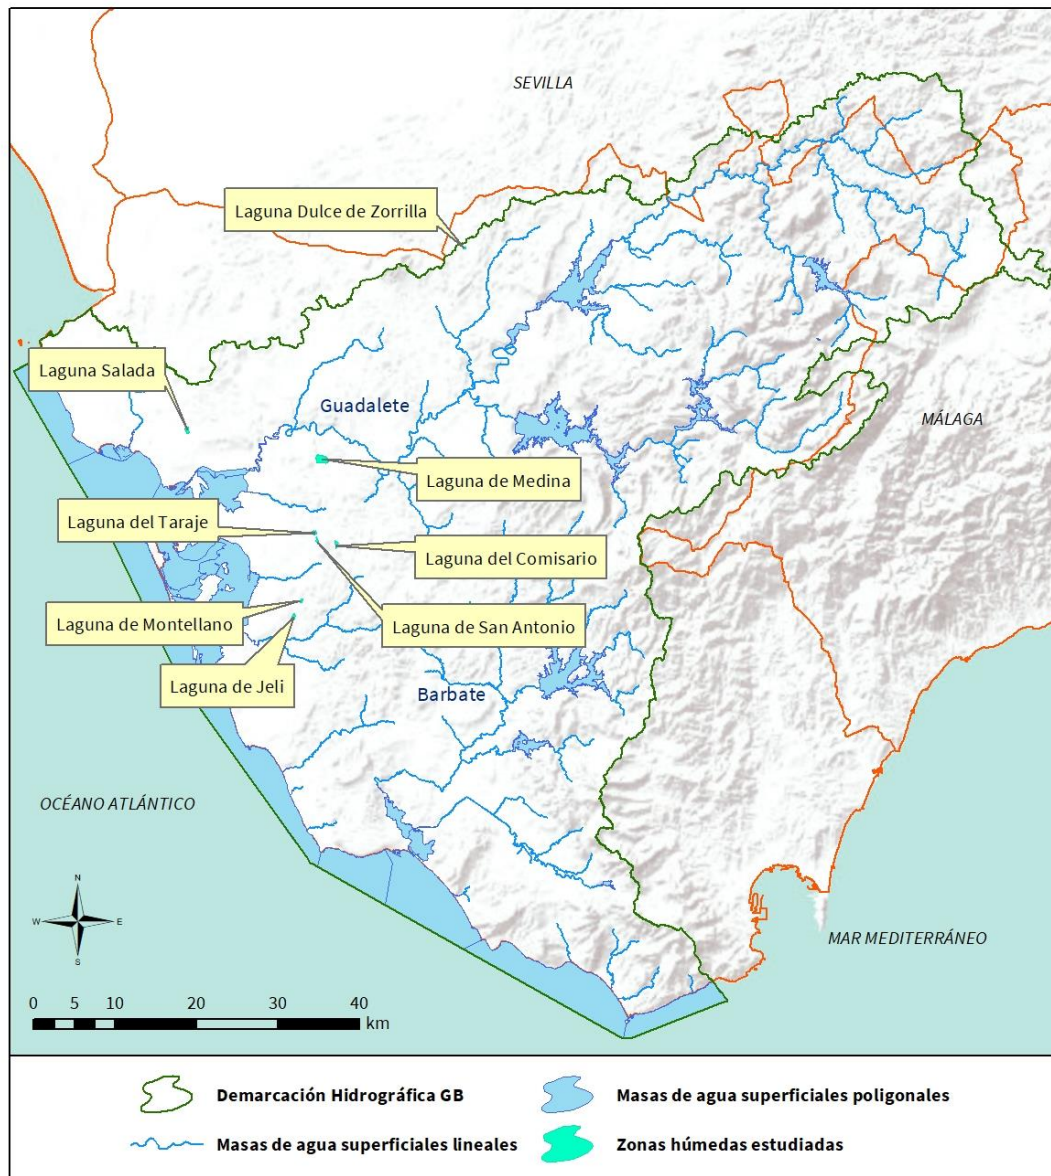 SEVILLA
Laguna Dulce de Zorrilla
Laguna Salada
Guadalete
MÁLAGA
Laguna de Medina
Laguna del Taraje
Laguna del Comisario
Laguna de Montellano
Laguna de San Antonio
Laguna de Jeli
Barbate
OCÉANO ATLÁNTICO
N
W E
S
MAR MEDITERRÁNEO
0 5 10 20 30 40
km
Demarcación Hidrográfica GB
Masas de agua superficiales poligonales
Masas de agua superficiales lineales
Zonas húmedas estudiadas